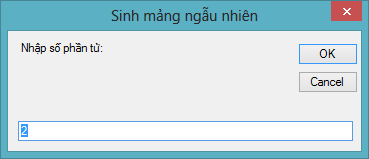 Sinh mảng ngẫu nhiên
Nhập số phần tử:
OK
Cancel
2